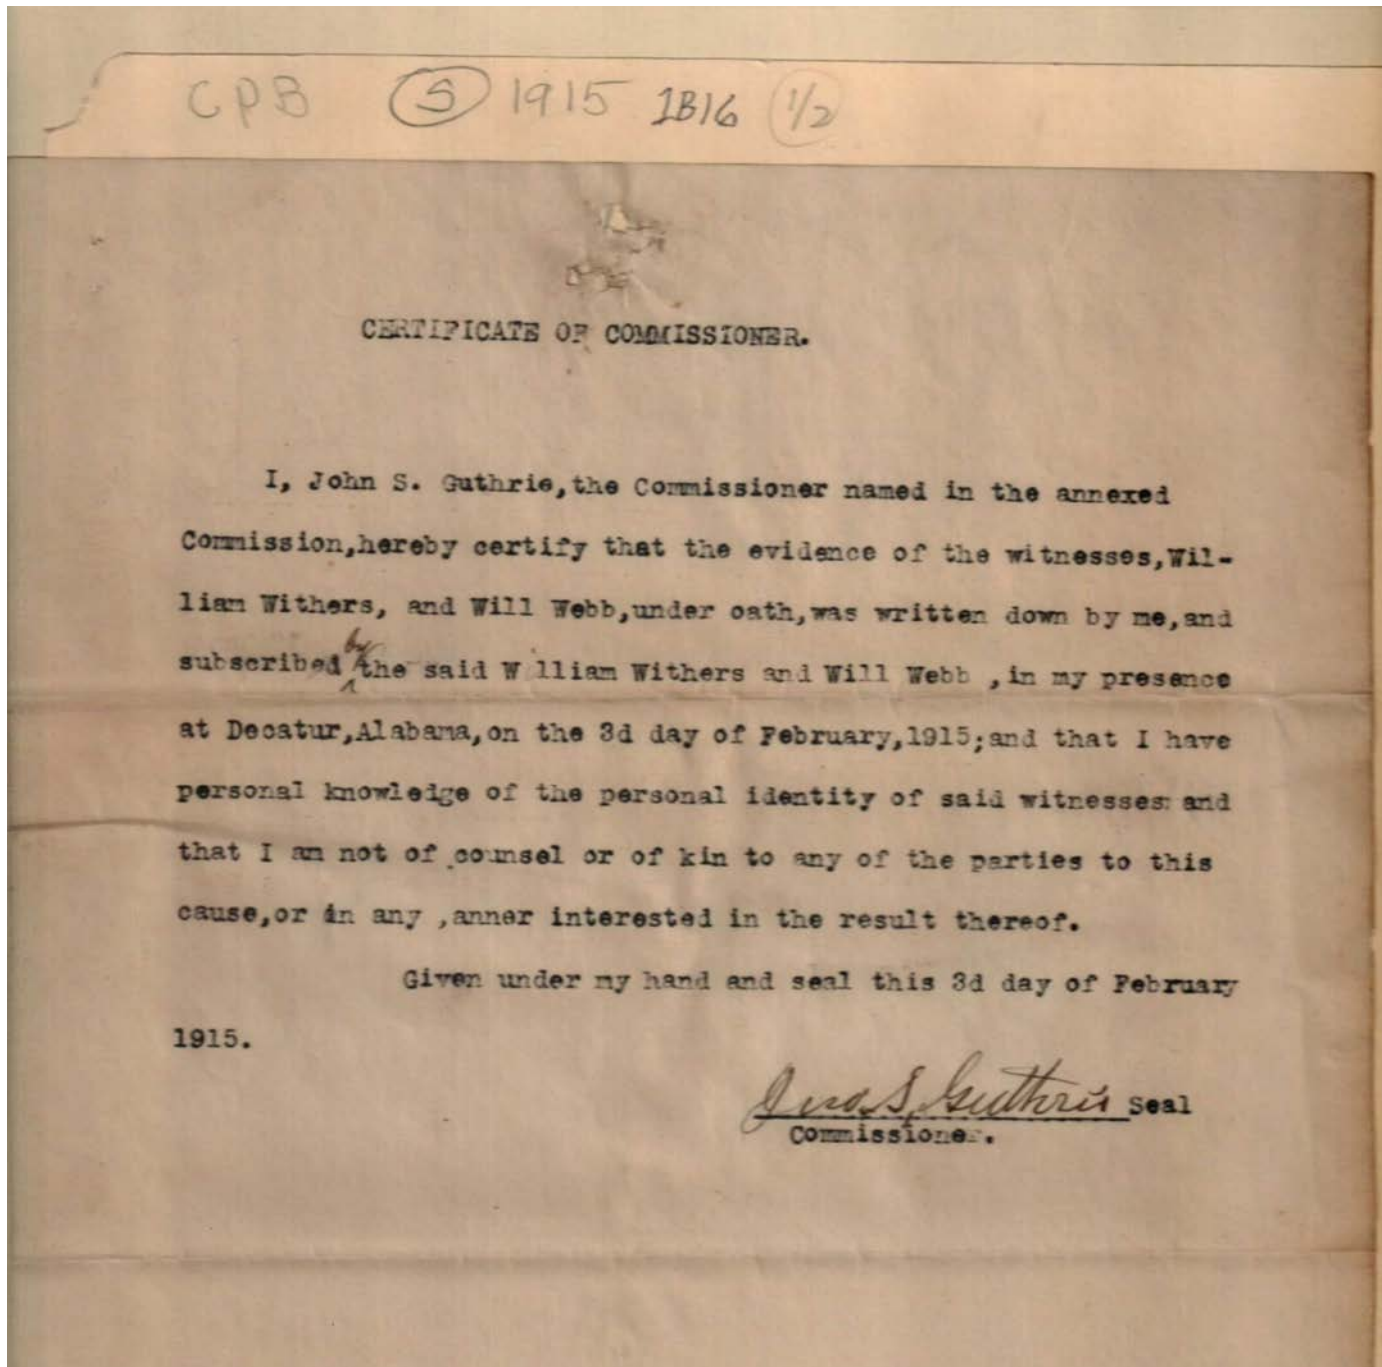 CPB (S) 1915 1B16 (1/2)
CERTIFICATE OF COMMISSIONER.
I, John S. Guthrie,the Commissioner named in the annexed
Commission,hereby certify that the evidence of the witnesses,Wil-
liam Withers, and Will Webb,under oath,was written down by me,and
subscribed by the said W lliam Withers and Will Webb ,in my presence
at Decatur,Alabama,on the 3d day of February,1915;and that I have
personal knowledge of the personal identity of said witnesses: and
that I am not of counsel or of kin to any of the parties to this
cause,or in any ,anner interested in the result thereof.
Given under my hand and seal this 3d day of February
1915.
Jno. S. Guthrie Seal
Commissioner.